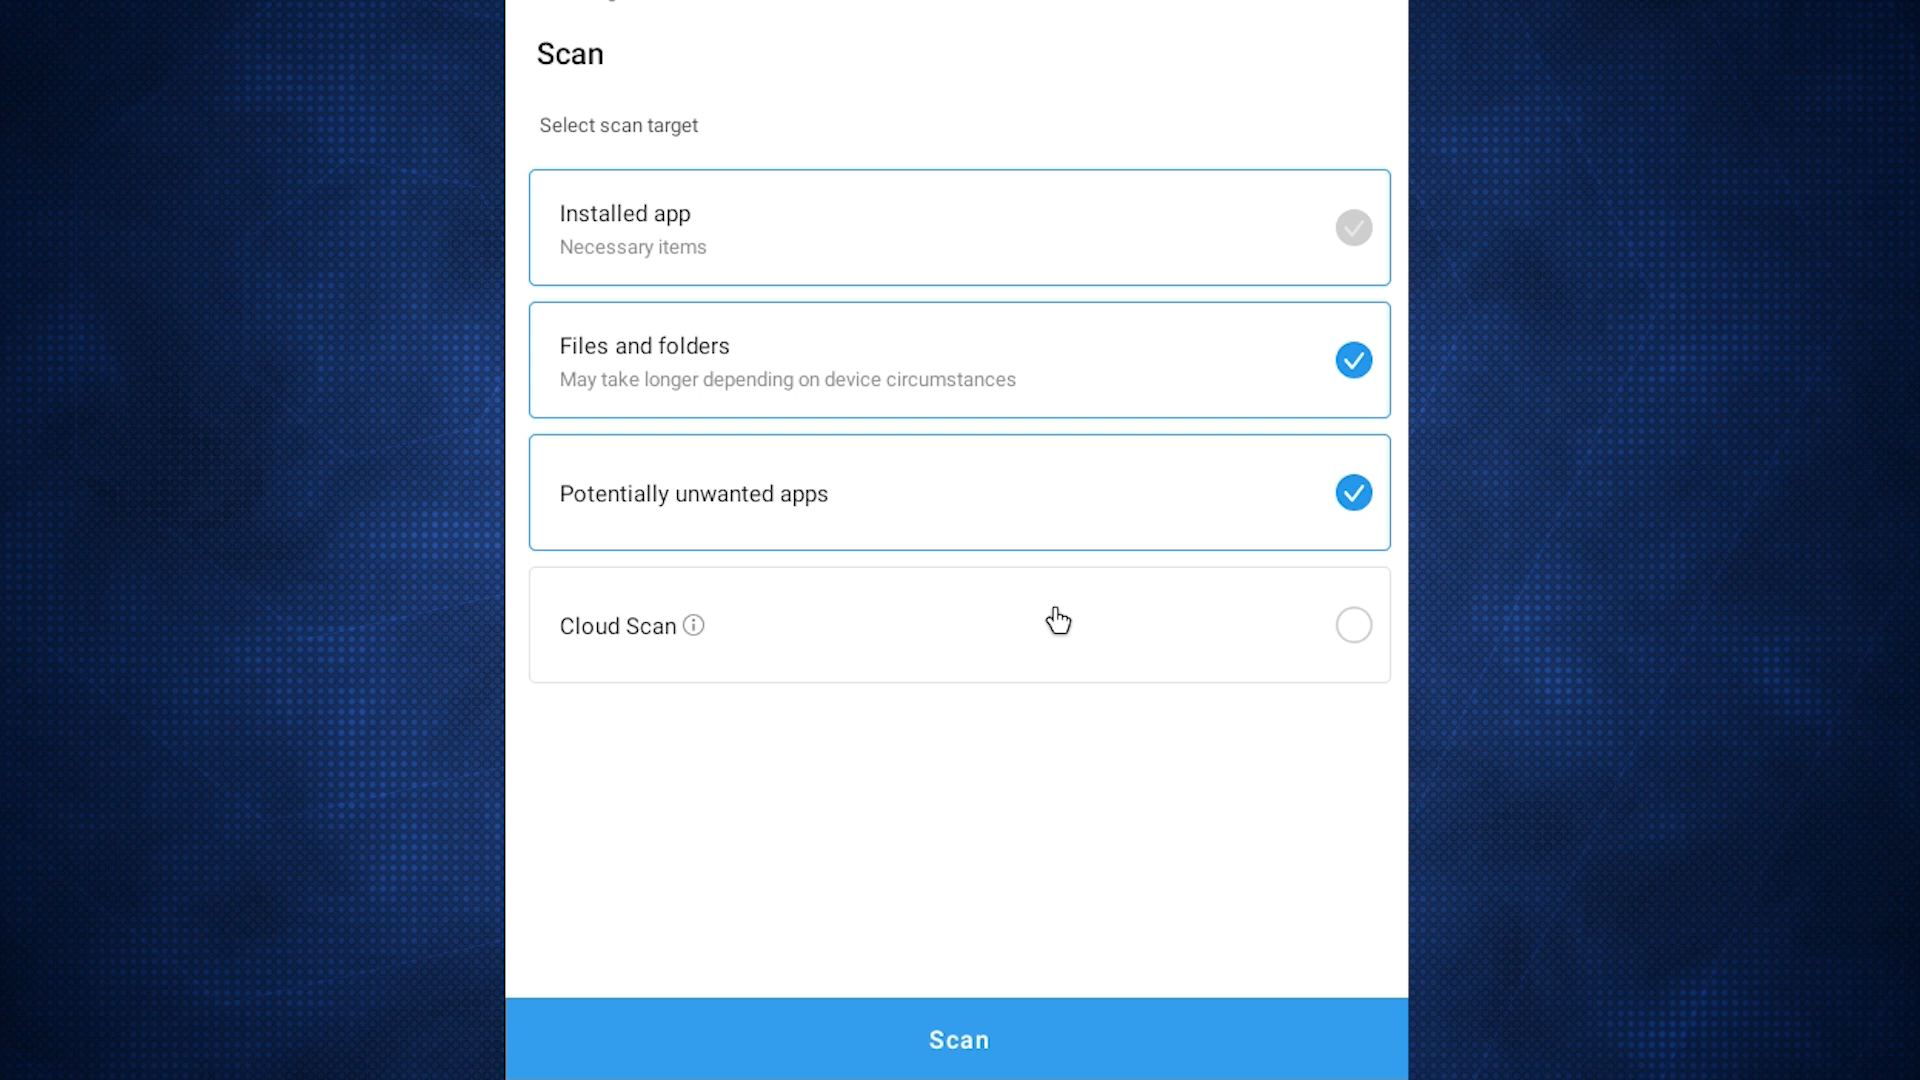 Scan
Select scan target
Installed app
Necessary items
Files and folders
May take longer depending on device circumstances
Potentially unwanted apps
Cloud Scan
Scan